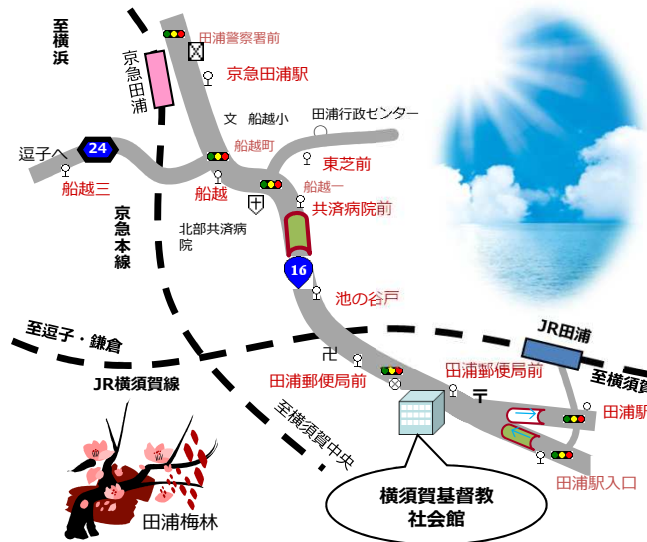 至横浜
田浦警察署前
京急田浦
京急田浦駅
文 船越小
田浦行政センター
船越町
24
逗子へ
東芝前
船越三
船越
船越一
共済病院前
京急本線
北部共済病
院
16
池の谷戸
JR田浦
至逗子・鎌倉
卍
田浦郵便局前
田浦郵便局前
至横須賀
JR横須賀線
〒
田浦駅
至横須賀中央
田浦駅入口
横須賀基督教
社会館
田浦梅林